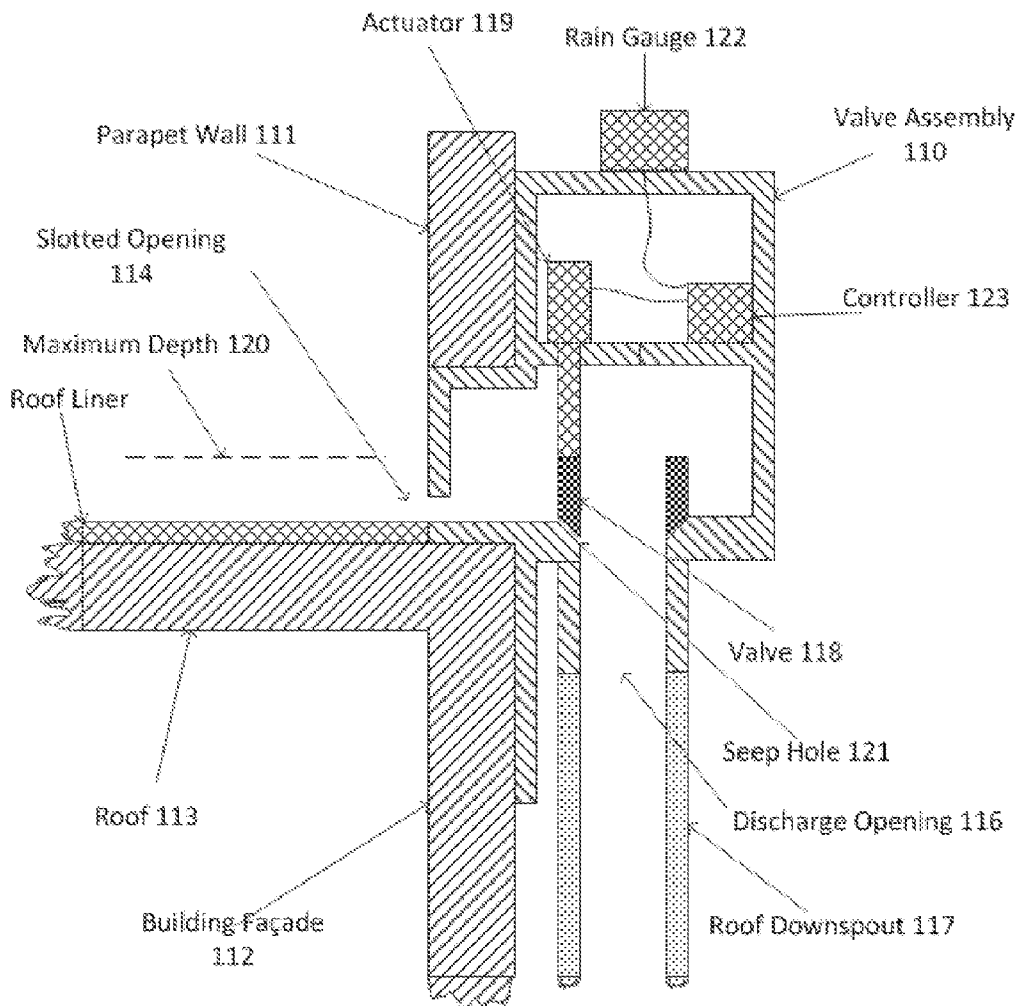 Actuator 119
Rain Gauge 122
Parapet Wall 111
Valve Assembly
110
Slotted Opening
114
Controller 123
Maximum Depth 120
Roof Liner
Valve 118
Seep Hole 121
Roof 113
Discharge Opening 116
Building Façade
112
Roof Downspout 117